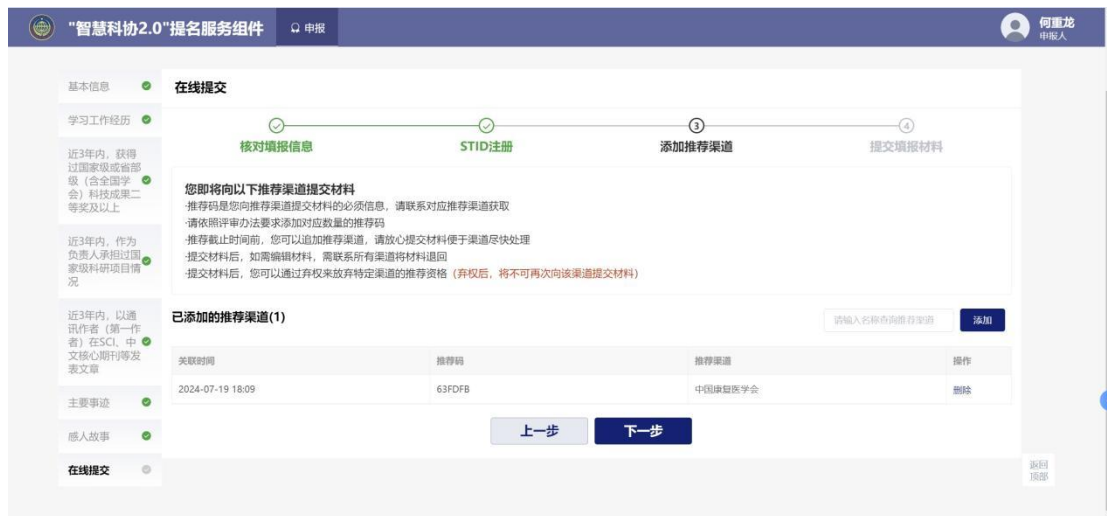 "智慧科协2.0"提名服务组件
申报
何重龙
申报人
基本信息
学习工作经历
近3年内，获得
过国家级或省部
级（含全国学
会）科技成果二
等奖及以上
近3年内，作为
负责人承担过国
家级科研项目情
况
近3年内，以通
讯作者（第一作
者）在SCI、中
文核心期刊等发
表文章
主要事迹
感人故事
在线提交
在线提交
核对填报信息
STID注册
3
添加推荐渠道
4
提交填报材料
您即将向以下推荐渠道提交材料
·推荐码是您向推荐渠道提交材料的必须信息，请联系对应推荐渠道获取
·请依照评审办法要求添加对应数量的推荐码
·推荐截止时间前，您可以追加推荐渠道，请放心提交材料便于渠道尽快处理
·提交材料后，如需编辑材料，需联系所有渠道将材料退回
·提交材料后，您可以通过弃权来放弃特定渠道的推荐资格（弃权后，将不可再次向该渠道提交材料）
已添加的推荐渠道(1)
请输入名称查询推荐渠道
添加
关联时间 推荐码 推荐渠道 操作
2024-07-19 18:09 63FDFB 中国康复医学会 删除
上一步
下一步
返回
顶部